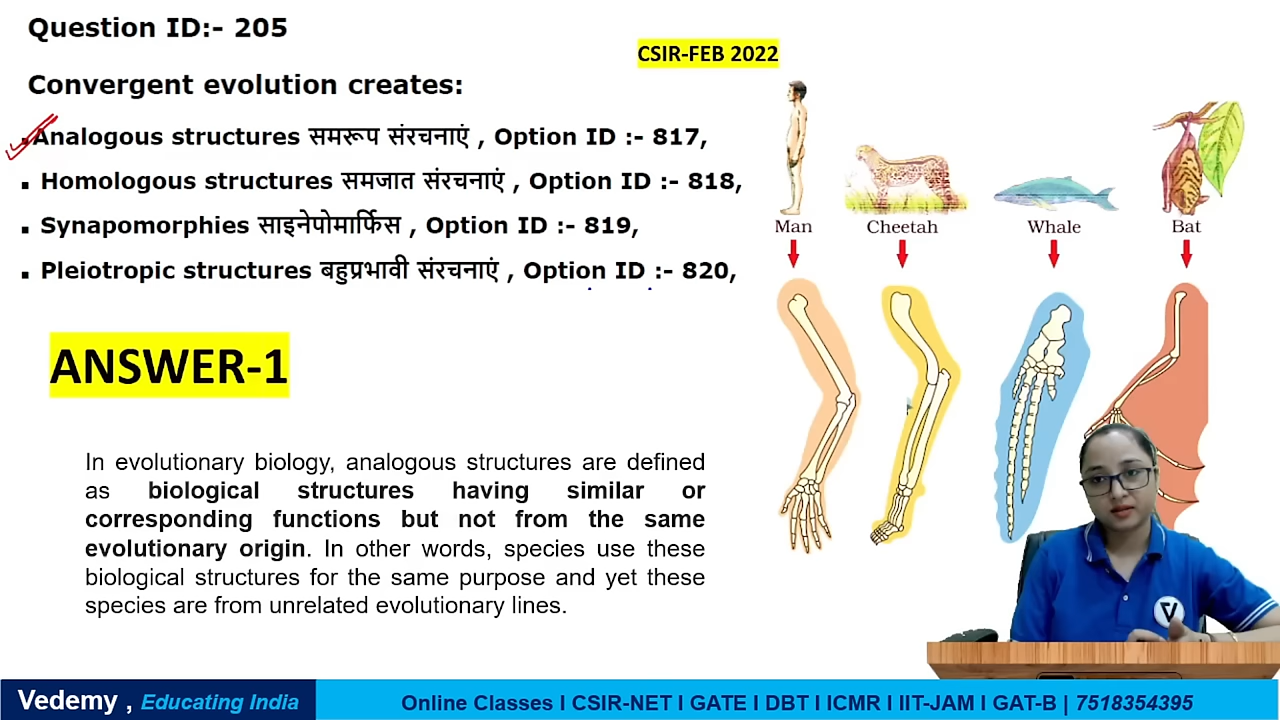 Question ID:- 205
CSIR-FEB 2022
Convergent evolution creates:
Analogous structures समरूप संरचनाएं , Option ID :- 817,
Homologous structures समजात संरचनाएं , Option ID :- 818,
Synapomorphies साइनेपोमार्फिस , Option ID :- 819,
Pleiotropic structures बहुप्रभावी संरचनाएं , Option ID :- 820,
Man Cheetah Whale Bat
ANSWER-1
In evolutionary biology, analogous structures are defined
as biological structures having similar or
corresponding functions but not from the same
evolutionary origin. In other words, species use these
biological structures for the same purpose and yet these
species are from unrelated evolutionary lines.
Vedemy , Educating India
Online Classes I CSIR-NET I GATE I DBT I ICMR I IIT-JAM I GAT-B | 7518354395